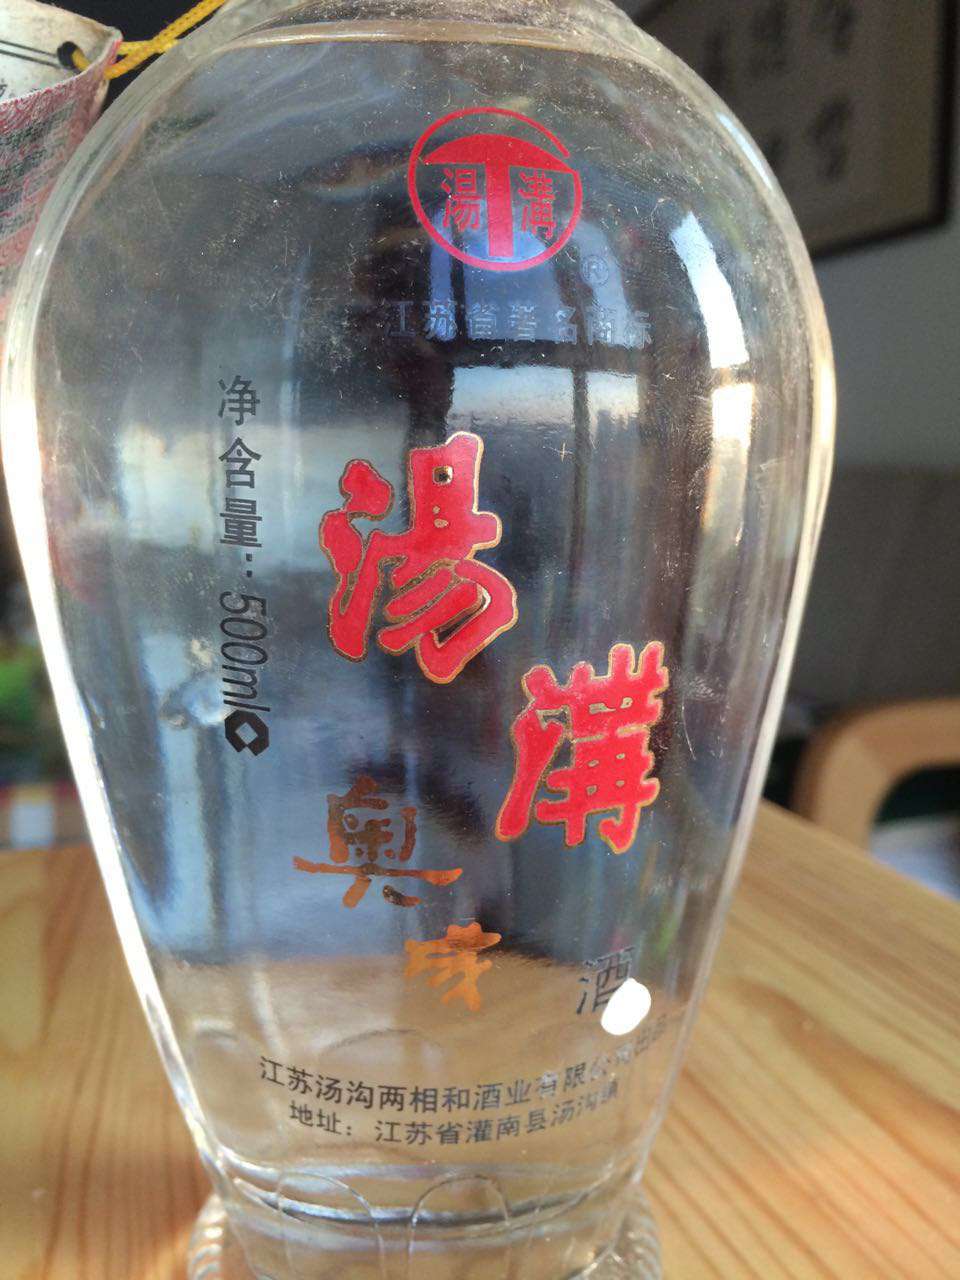 湯溝
®
江苏省著名商标
净含量:500ml
湯溝
奥
酒
江苏汤沟两相和酒业有限公司出品
地址：江苏省灌南县汤沟镇